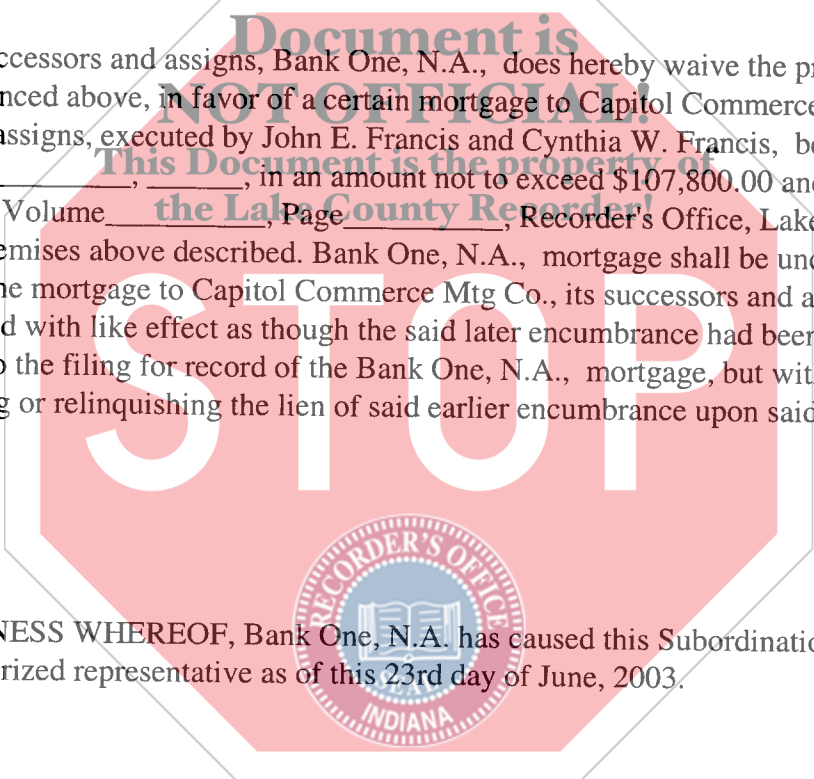 Document is
ccessors and assigns, Bank One, N.A., does hereby waive the pr
nced above, in favor of a certain mortgage to Capitol Commerce
NOT OFFICIAL!
assigns, executed by John E. Francis and Cynthia W. Francis, be
This Document is the property of
__________, ______, in an amount not to exceed $107,800.00 and
the Lake County Recorder!
Volume____________, Page____________, Recorder's Office, Lake
emises above described. Bank One, N.A., mortgage shall be und
he mortgage to Capitol Commerce Mtg Co., its successors and a
d with like effect as though the said later encumbrance had been
o the filing for record of the Bank One, N.A., mortgage, but wit
g or relinquishing the lien of said earlier encumbrance upon said
STOP
RECORDER'S OFFICE
NESS WHEREOF, Bank One, N.A. has caused this Subordinatio
rized representative as of this 23rd day of June, 2003.
SEAL
INDIANA